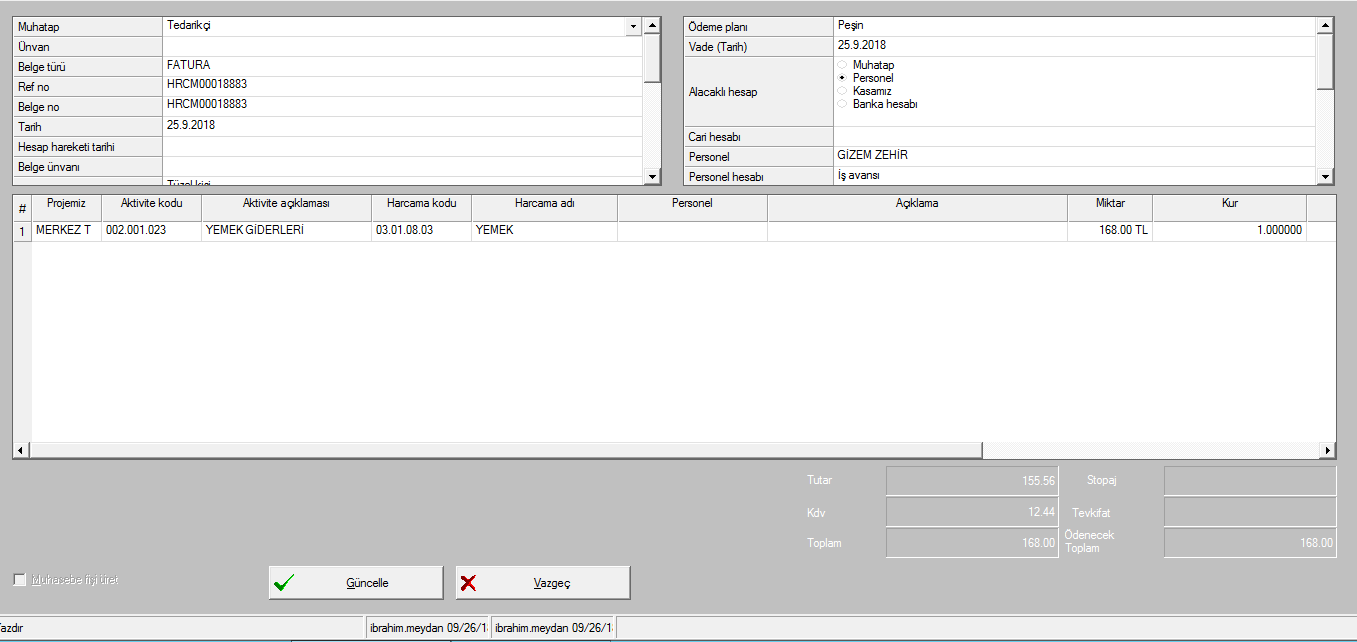 Muhatap Tedarikçi
Ünvan
Belge türü FATURA
Ref no HRCM00018883
Belge no HRCM00018883
Tarih 25.9.2018
Hesap hareketi tarihi
Belge ünvanı
Tüzel kişi
Ödeme planı Peşin
Vade (Tarih) 25.9.2018
Alacaklı hesap
Muhatap
Personel
Kasamız
Banka hesabı
Cari hesabı
Personel GİZEM ZEHİR
Personel hesabı İş avansı
# Projemiz Aktivite kodu Aktivite açıklaması Harcama kodu Harcama adı Personel Açıklama Miktar Kur
1 MERKEZ T 002.001.023 YEMEK GİDERLERİ 03.01.08.03 YEMEK 168.00 TL 1.000000
Tutar 155.56 Stopaj
Kdv 12.44 Tevkifat
Toplam 168.00 Ödenecek
Toplam 168.00
Muhasebe fişi üret
Güncelle Vazgeç
azdır ibrahim.meydan 09/26/1 ibrahim.meydan 09/26/1